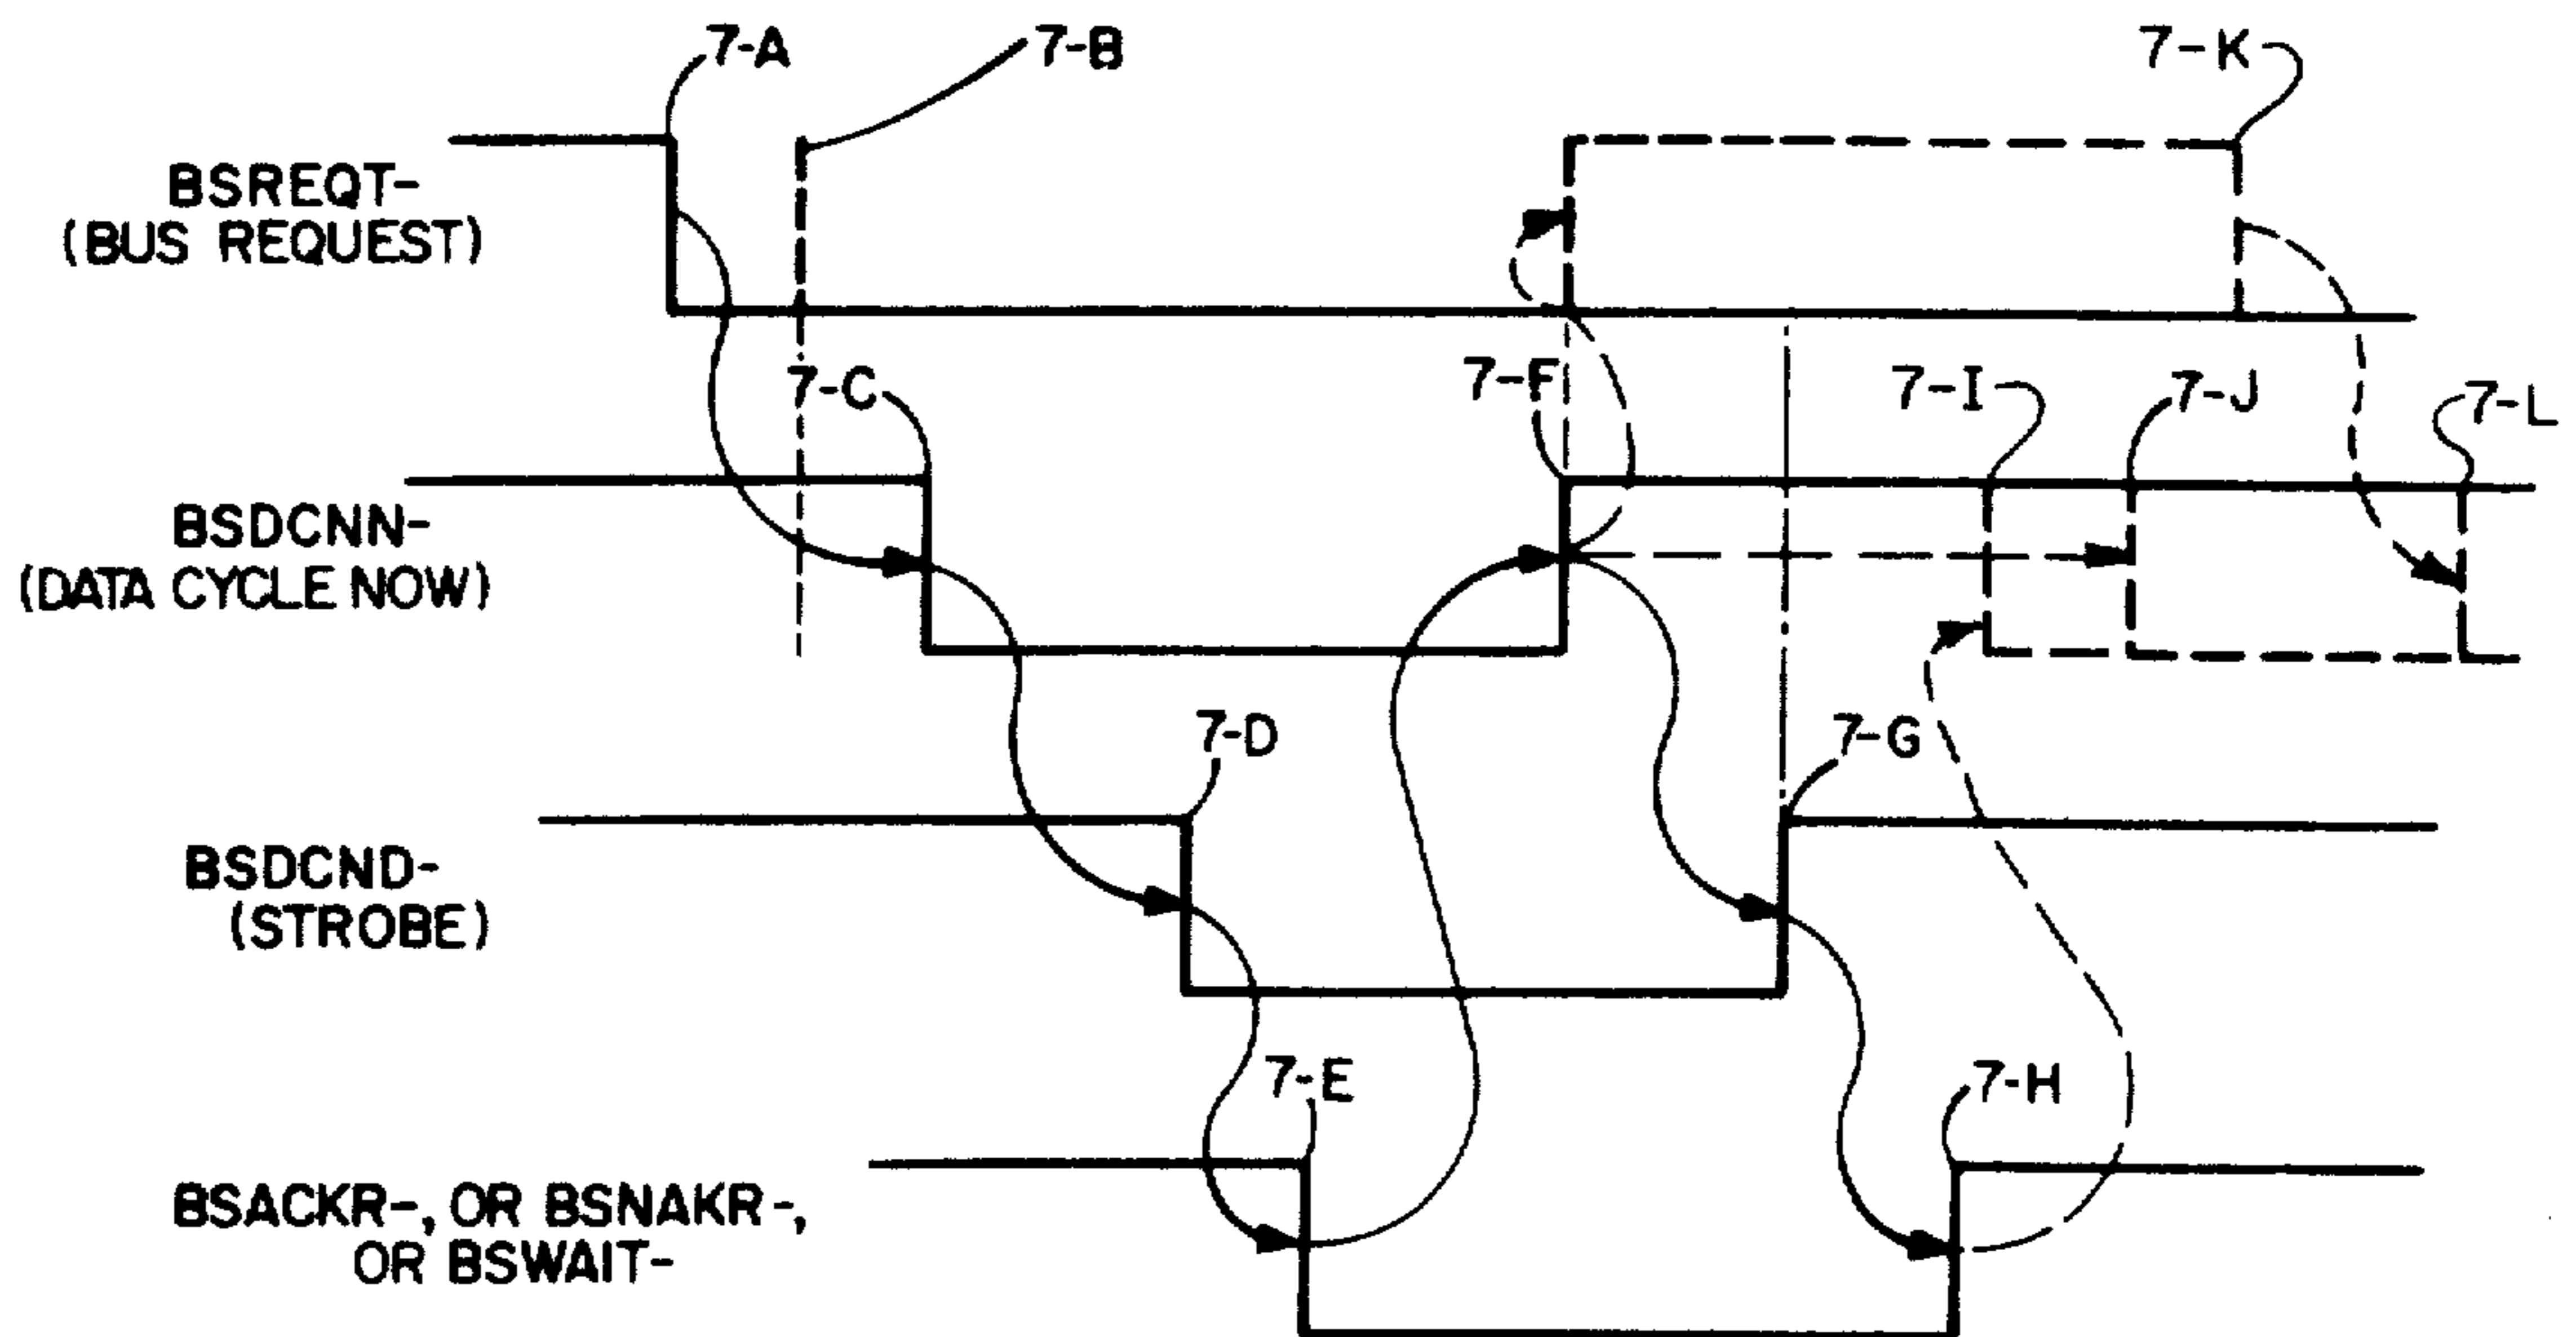 7-A
7-B
7-K
BSREQT-
(BUS REQUEST)
7-C
7-F
7-I
7-J
7-L
BSDCNN-
(DATA CYCLE NOW)
7-D
7-G
BSDCND-
(STROBE)
7-E
7-H
BSACKR-, OR BSNAKR-,
OR BSWAIT-